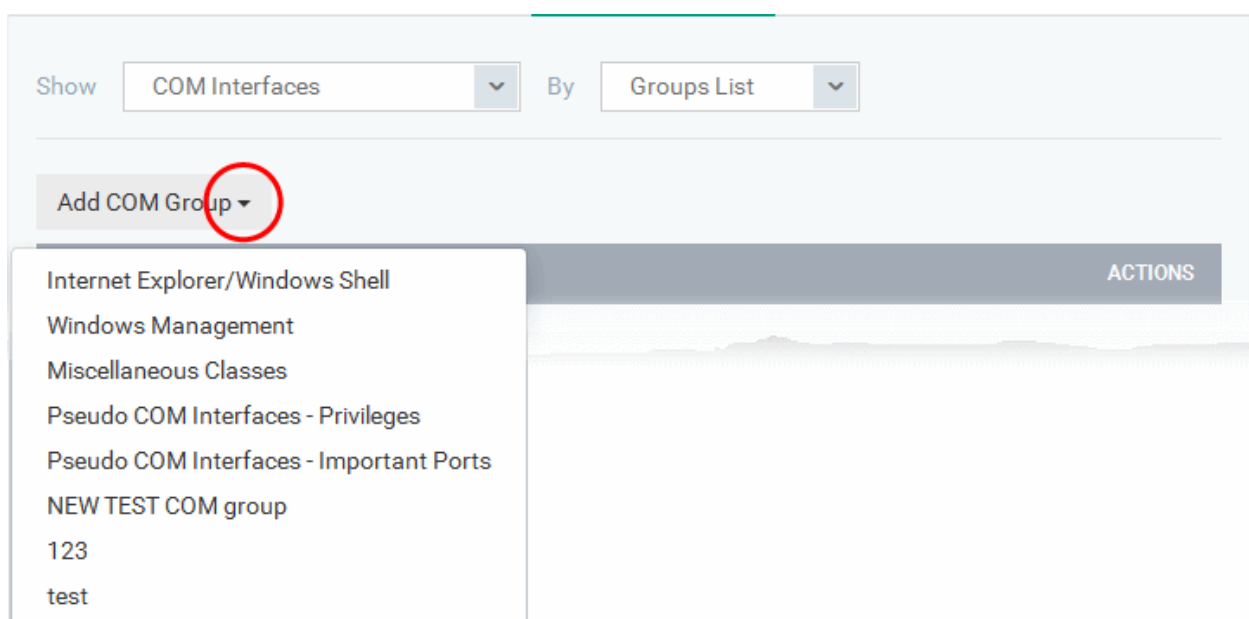 Show COM Interfaces By Groups List
Add COM Group
ACTIONS
Internet Explorer/Windows Shell
Windows Management
Miscellaneous Classes
Pseudo COM Interfaces - Privileges
Pseudo COM Interfaces - Important Ports
NEW TEST COM group
123
test